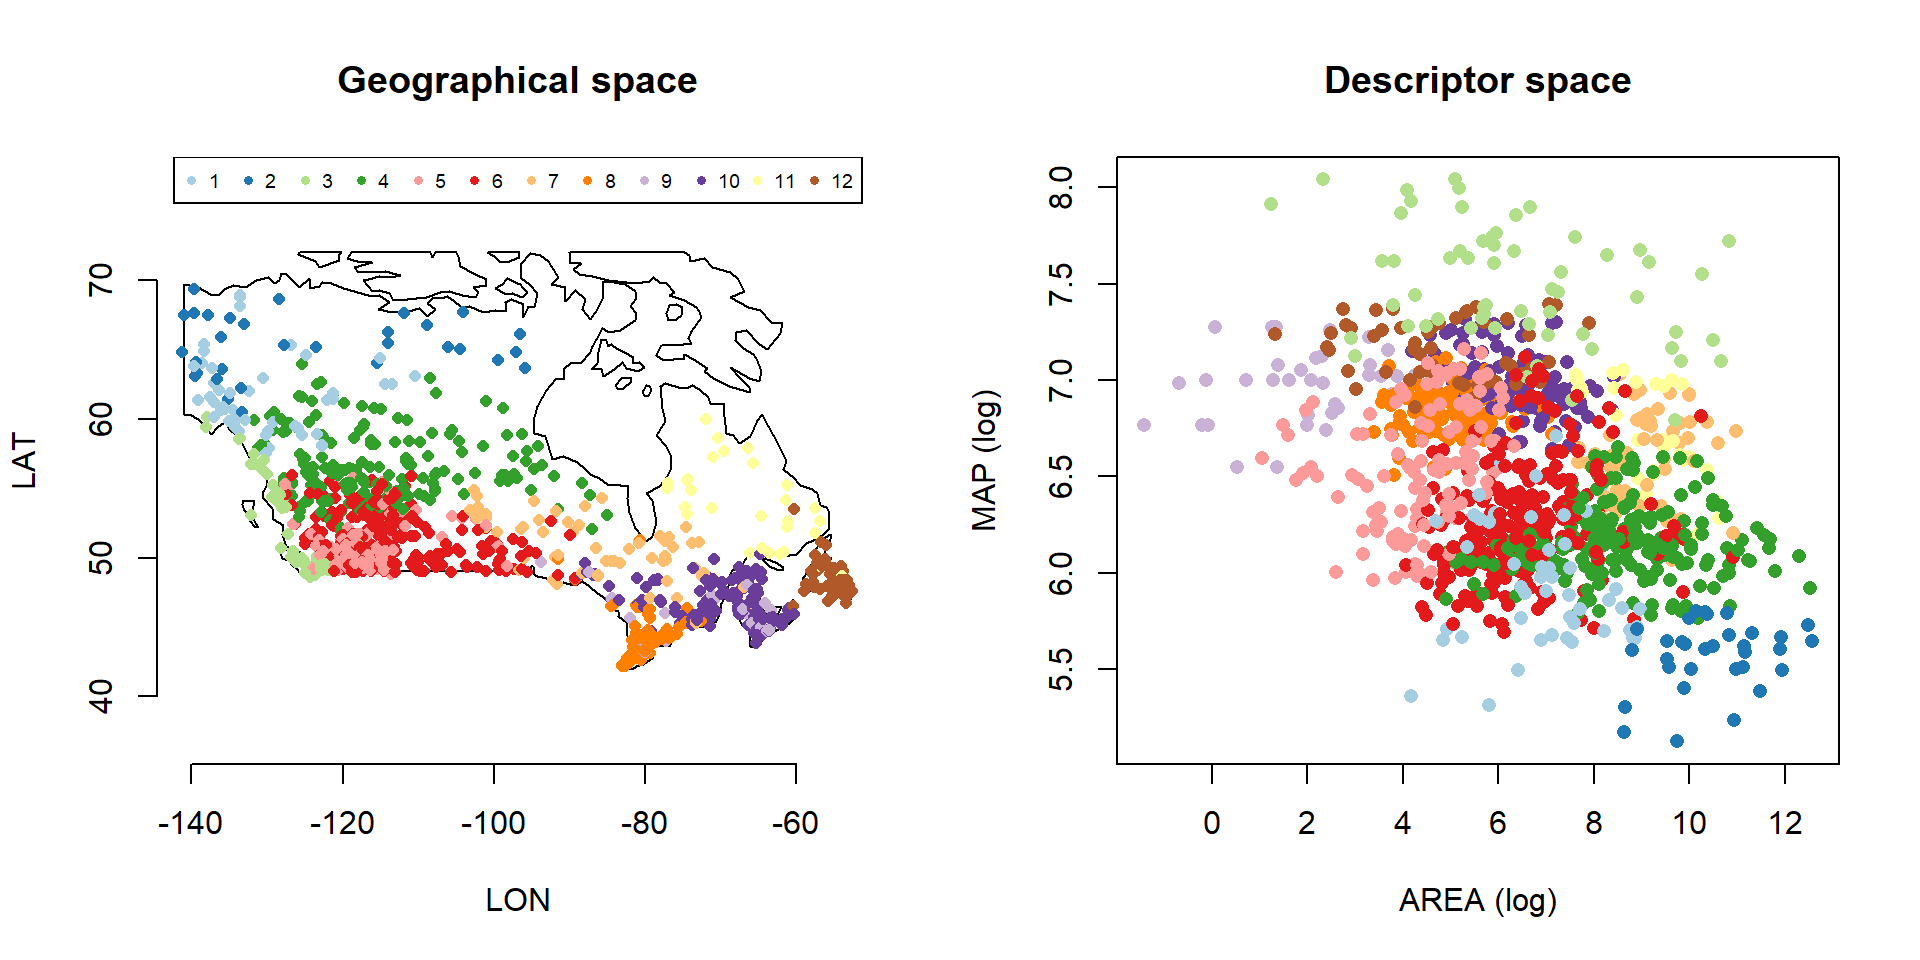 Geographical space
1 2 3 4 5 6 7 8 9 10 11 12
70
60
50
40
LAT
-140 -120 -100 -80 -60
LON
Descriptor space
8.0
7.5
7.0
6.5
6.0
5.5
MAP (log)
0 2 4 6 8 10 12
AREA (log)